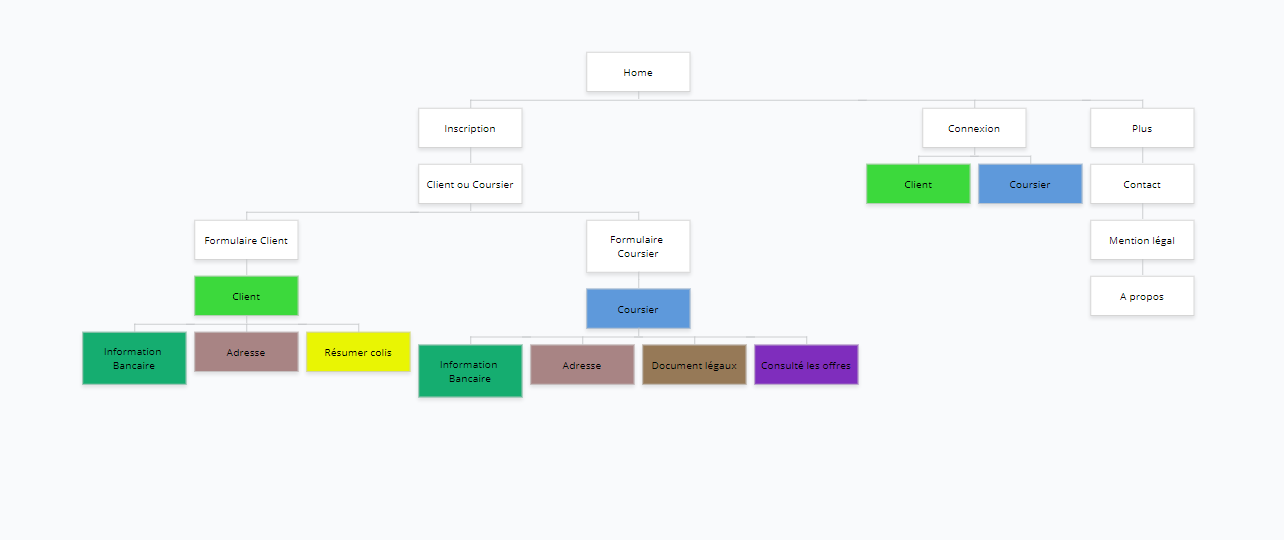 Home
Inscription
Connexion
Plus
Client ou Coursier
Client
Coursier
Contact
Formulaire Client
Formulaire
Coursier
Mention légal
Client
Coursier
A propos
Information
Bancaire
Adresse
Résumer colis
Information
Bancaire
Adresse
Document légaux
Consulté les offres